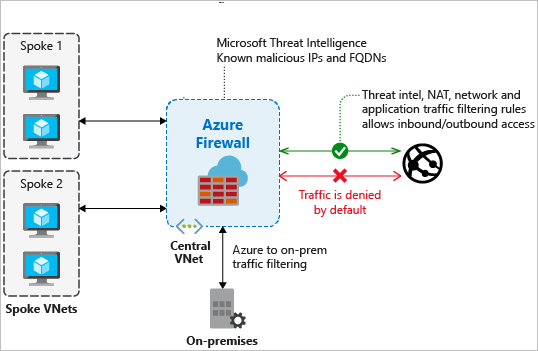 Spoke 1
Microsoft Threat Intelligence
Known malicious IPs and FQDNs
Threat intel, NAT, network and
application traffic filtering rules
allows inbound/outbound access
Azure
Firewall
Traffic is denied
by default
Spoke 2
Central
VNet
Azure to on-prem
traffic filtering
Spoke VNets
On-premises